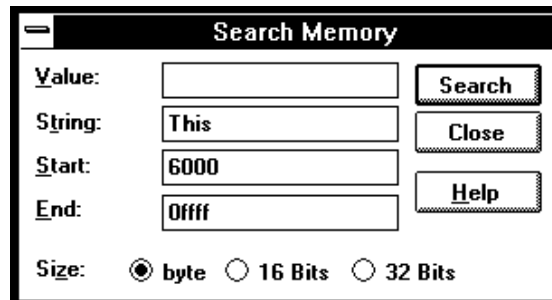 Search Memory
Value:
Search
String: This
Close
Start: 6000
Help
End: 0ffff
Size: byte 16 Bits 32 Bits